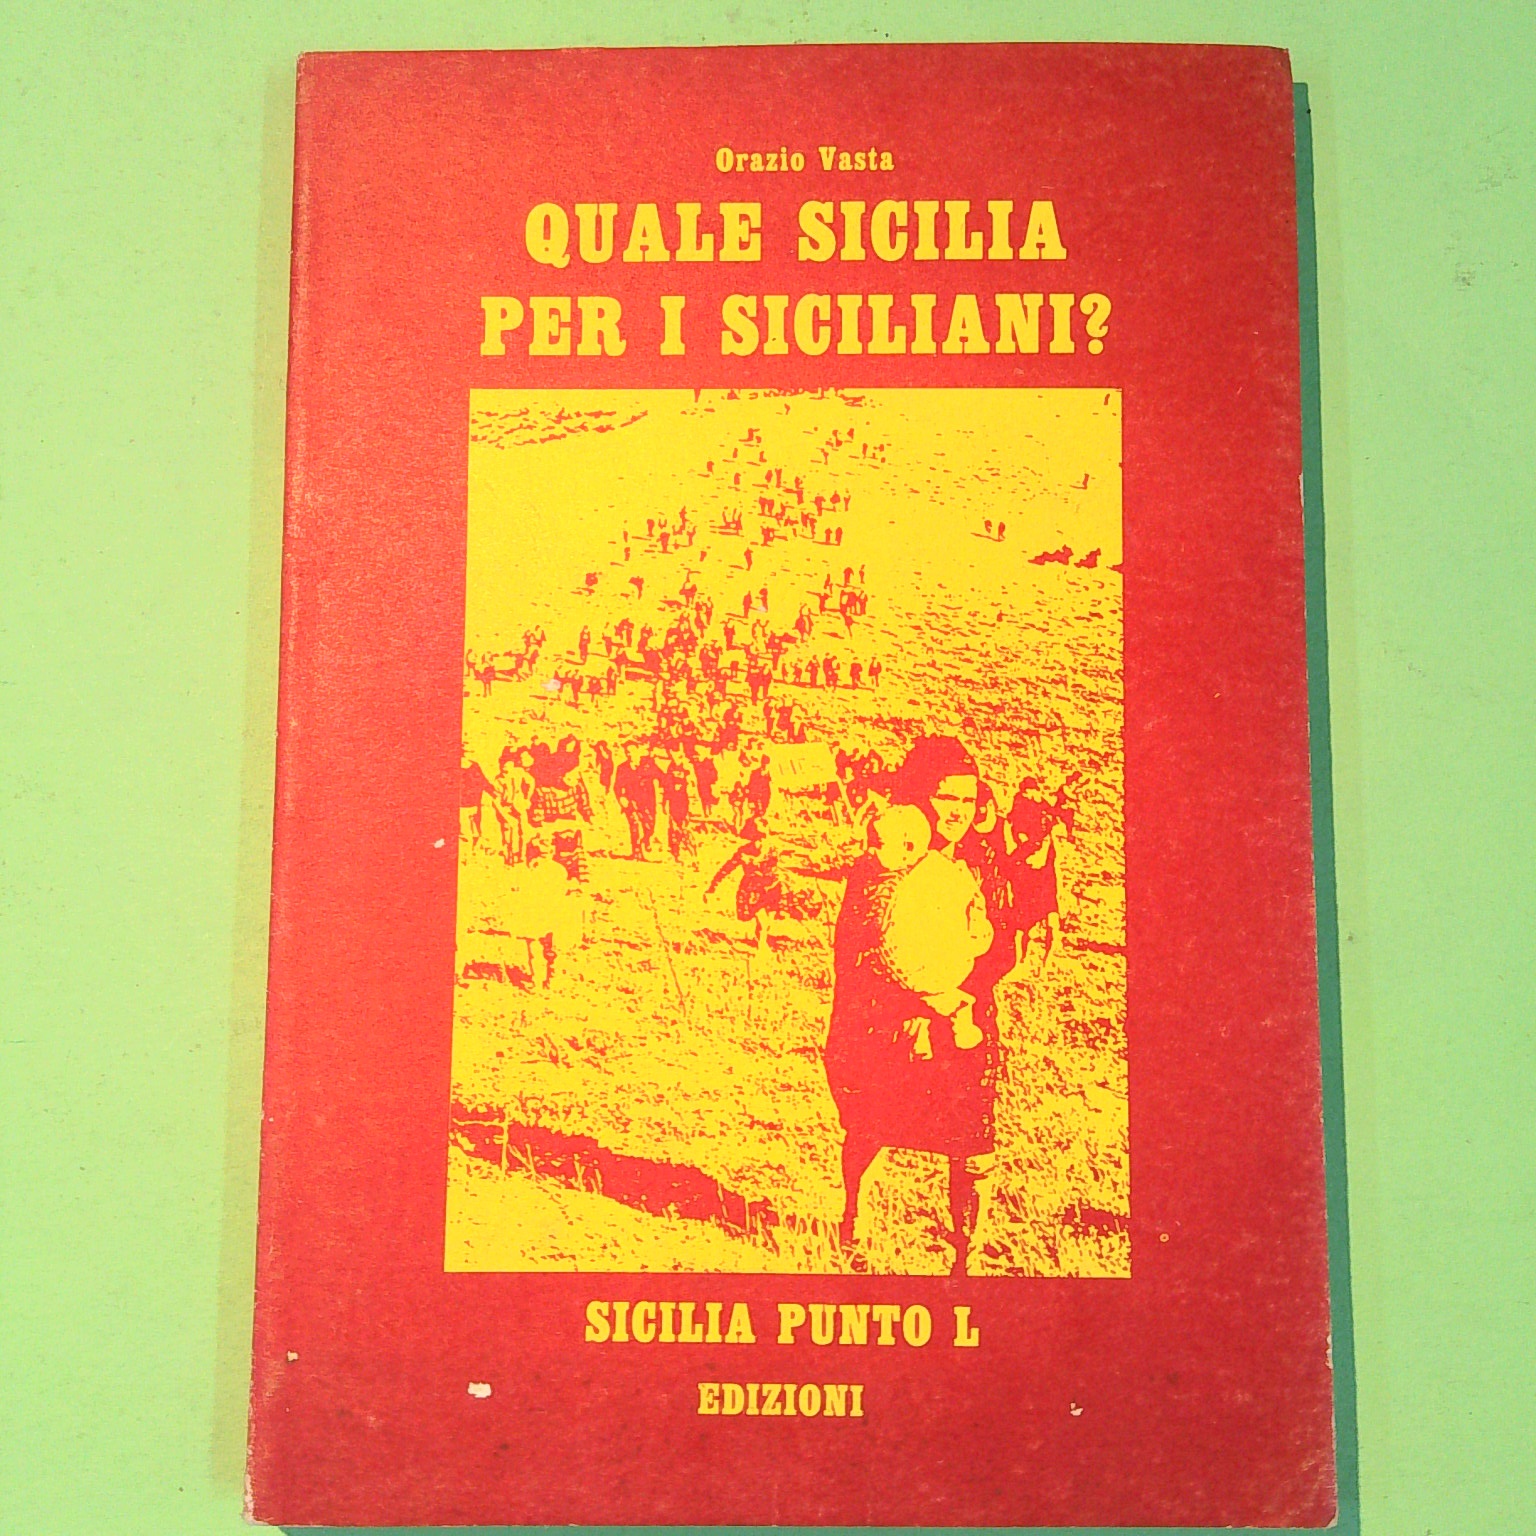 Orazio Vasta
QUALE SICILIA
PER I SICILIANI?
SICILIA PUNTO L
EDIZIONI